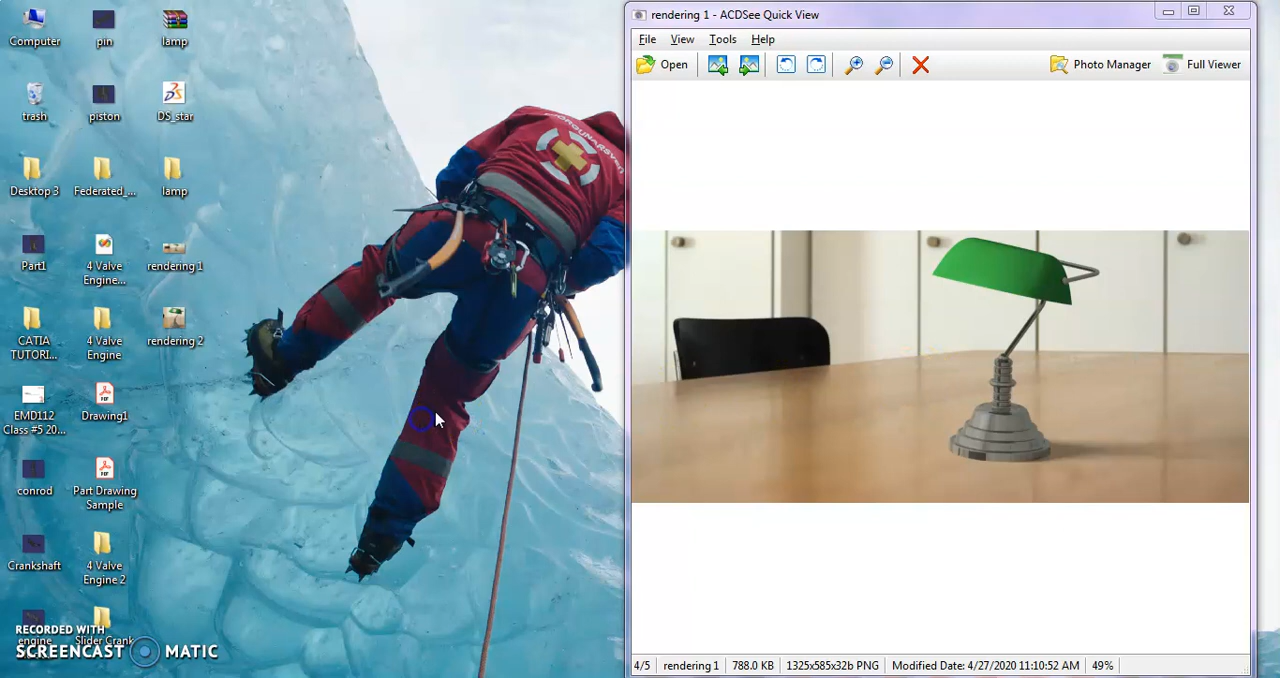 Computer
pin
lamp
trash
piston
DS_star
Desktop 3
Federated_...
lamp
Part1
4 Valve
Engine...
rendering 1
CATIA
TUTORI...
4 Valve
Engine
rendering 2
EMD112
Class #5 20...
Drawing1
conrod
Part Drawing
Sample
Crankshaft
4 Valve
Engine 2
engine
Slider Crank
RECORDED WITH
SCREENCAST MATIC
rendering 1 - ACDSee Quick View
File View Tools Help
Open Photo Manager Full Viewer
4/5 rendering 1 788.0 KB 1325x585x32b PNG Modified Date: 4/27/2020 11:10:52 AM 49%